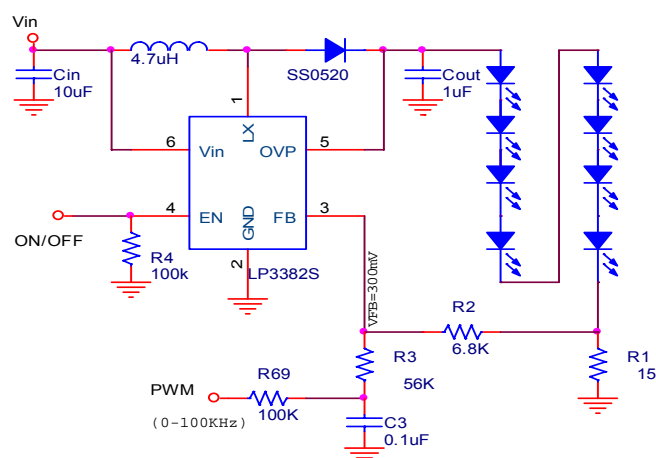 Vin
Cin
10uF
4.7uH
SS0520
Cout
1uF
1
LX
6
Vin
OVP
5
4
EN
GND
FB
3
ON/OFF
R4
100k
2
LP3382S
VFB=300mV
R2
6.8K
R1
15
R3
56K
R69
100K
PWM
(0-100KHz)
C3
0.1uF